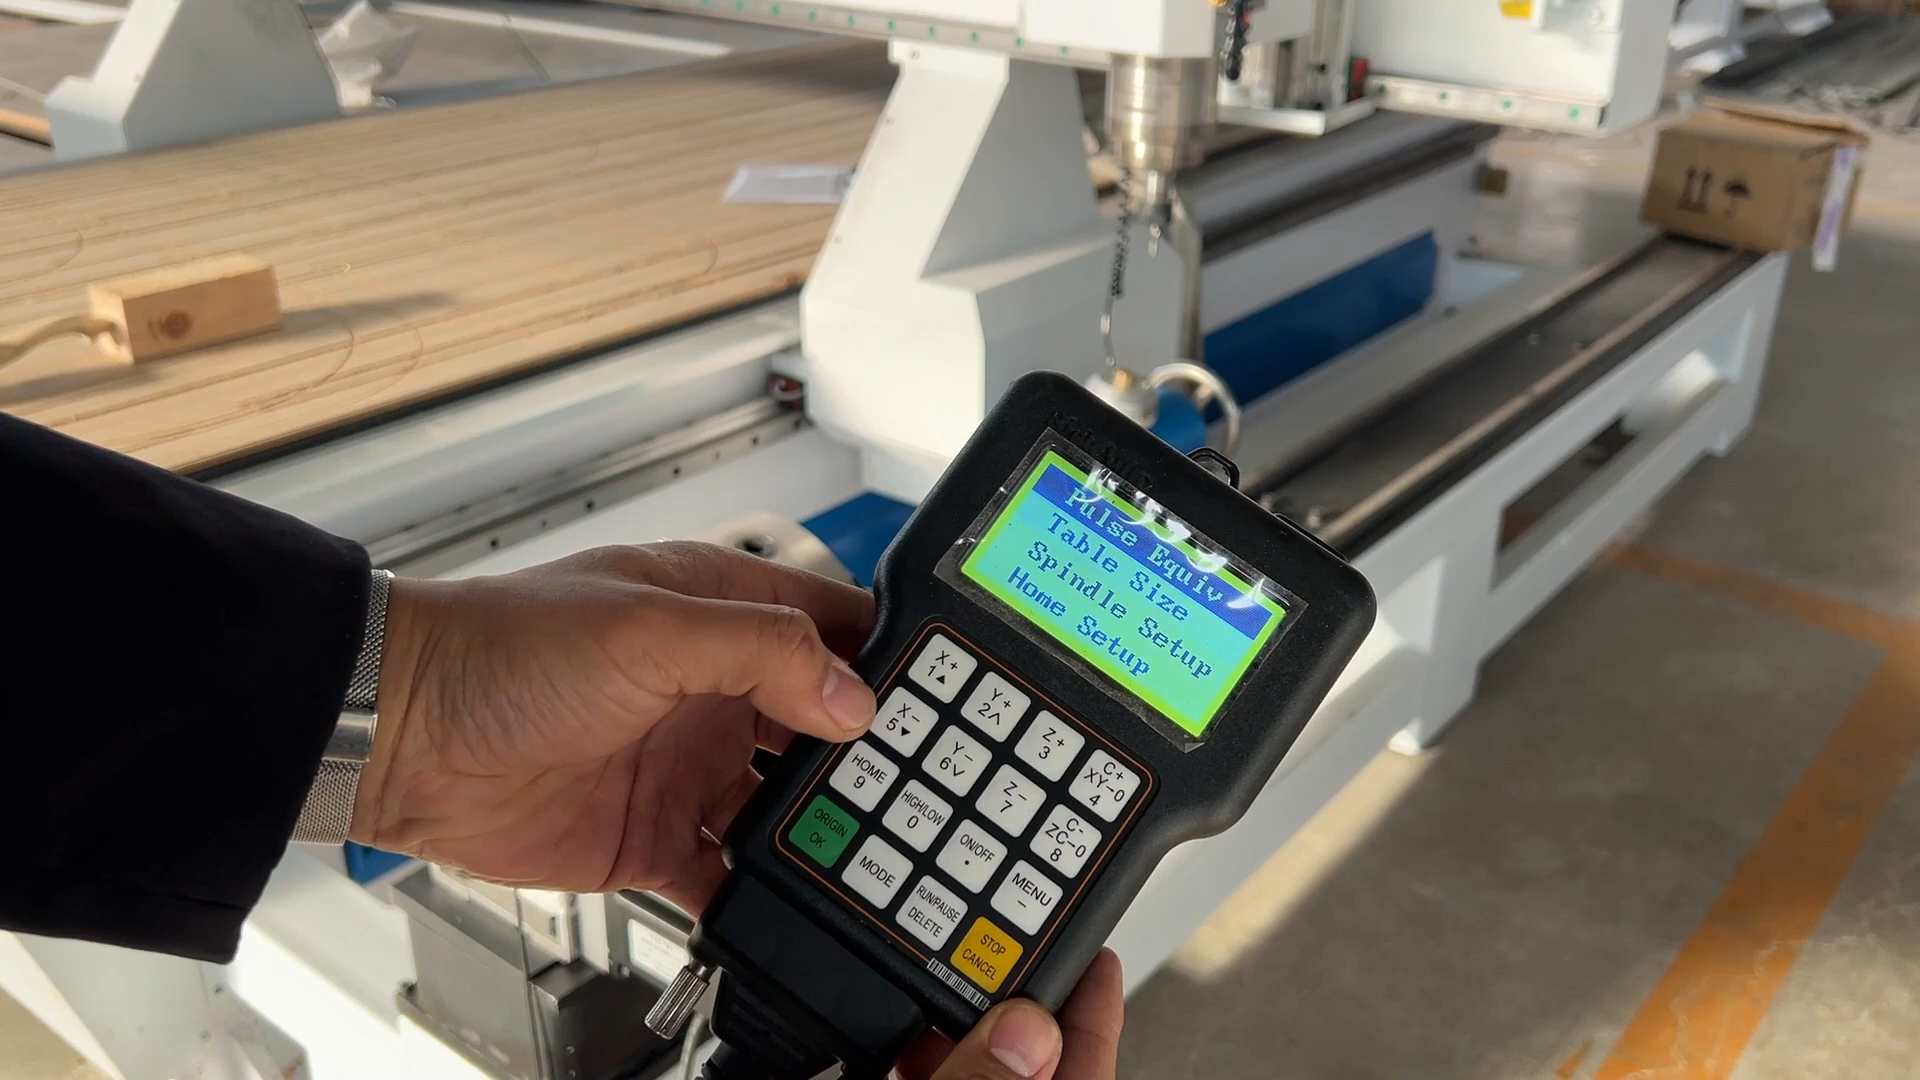 Pulse Equiv
Table Size
Spindle Setup
Home Setup
X+
1▲
Y+
2∧
Z+
3
C+
XY-0
4
X-
5▼
Y-
6∨
Z-
7
C-
ZC-0
8
HOME
9
HIGH/LOW
0
ON/OFF
.
MENU
-
ORIGIN
OK
MODE
RUN/PAUSE
DELETE
STOP
CANCEL